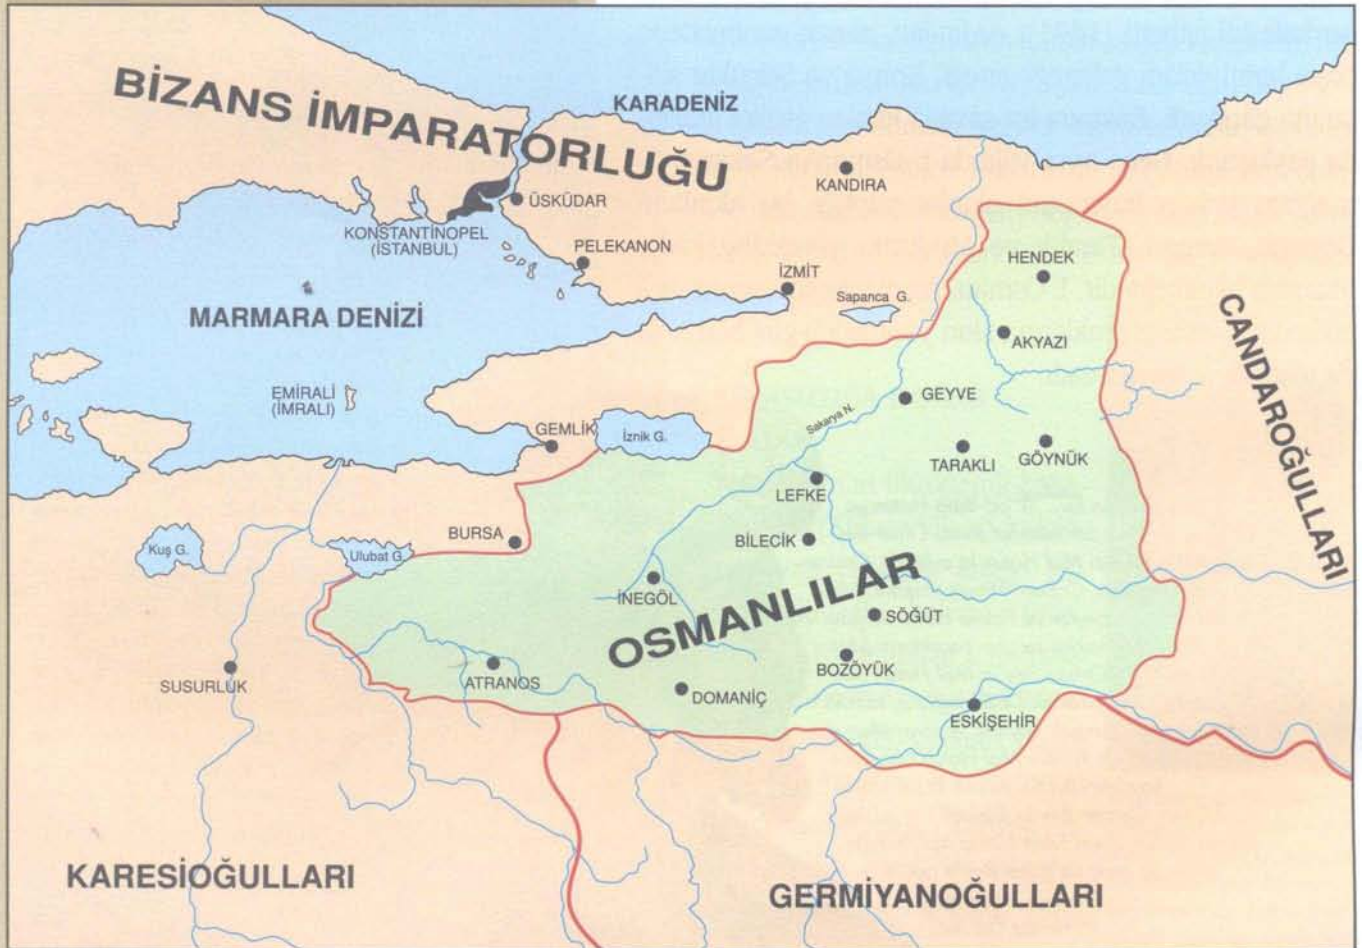 BİZANS İMPARATORLUĞU
KARADENİZ
KANDIRA
ÜSKÜDAR
KONSTANTİNOPEL
(İSTANBUL)
PELEKANON
İZMİT
Sapanca G.
HENDEK
MARMARA DENİZİ
AKYAZI
CANDAROĞULLARI
EMİRALİ
(İMRALI)
GEYVE
Sakarya N.
GEMLİK
İznik G.
TARAKLI
GÖYNÜK
LEFKE
BURSA
BİLECİK
Kuş G.
Ulubat G.
İNEGÖL
OSMANLILAR
SÖĞÜT
SUSURLUK
ATRANOS
DOMANİÇ
BOZÖYÜK
ESKİŞEHİR
KARESİOĞULLARI
GERMİYANOĞULLARI